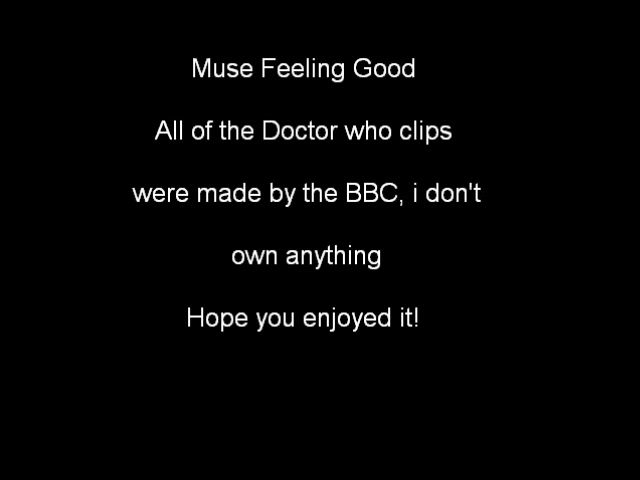 Muse Feeling Good
All of the Doctor who clips
were made by the BBC, i don't
own anything
Hope you enjoyed it!